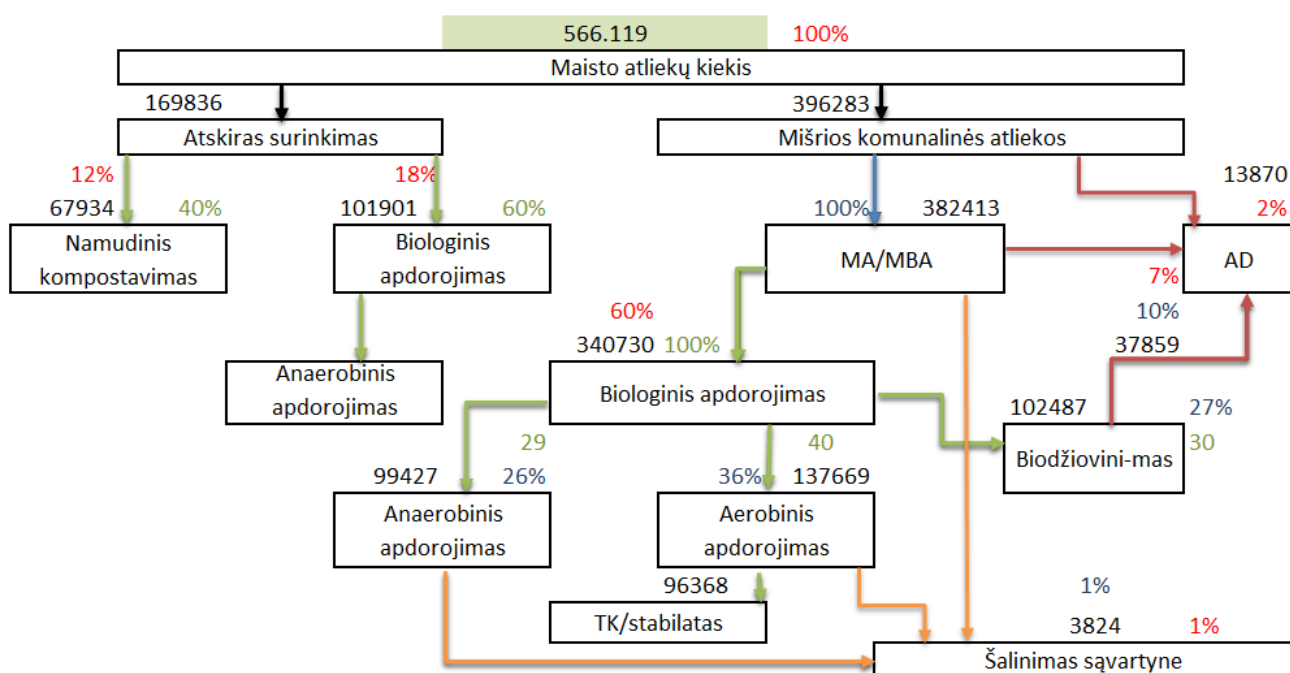 566.119 100%
Maisto atliekų kiekis
169836 396283
Atskiras surinkimas Mišrios komunalinės atliekos
12% 18% 13870
67934 40% 101901 60% 100% 382413 2%
Namudinis
kompostavimas
Biologinis
apdorojimas
MA/MBA
AD
7%
60% 10%
340730 100% 37859
Anaerobinis
apdorojimas
Biologinis apdorojimas
102487 27%
29 40 30
Biodžiovini-mas
99427 26% 36% 137669
Anaerobinis
apdorojimas
Aerobinis
apdorojimas
96368 1%
TK/stabilatas
3824 1%
Šalinimas sąvartyne